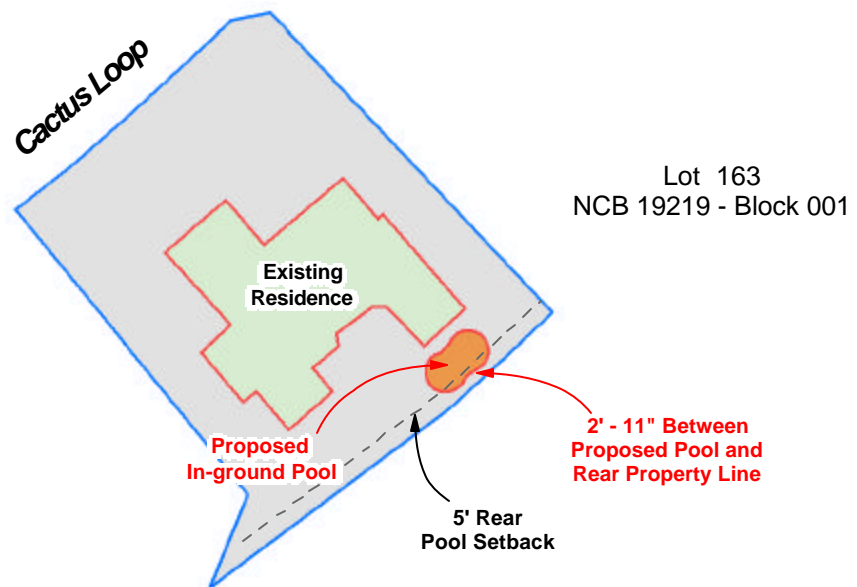 Cactus Loop
Lot 163
NCB 19219 - Block 001
Existing
Residence
Proposed
In-ground Pool
2' - 11" Between
Proposed Pool and
Rear Property Line
5' Rear
Pool Setback